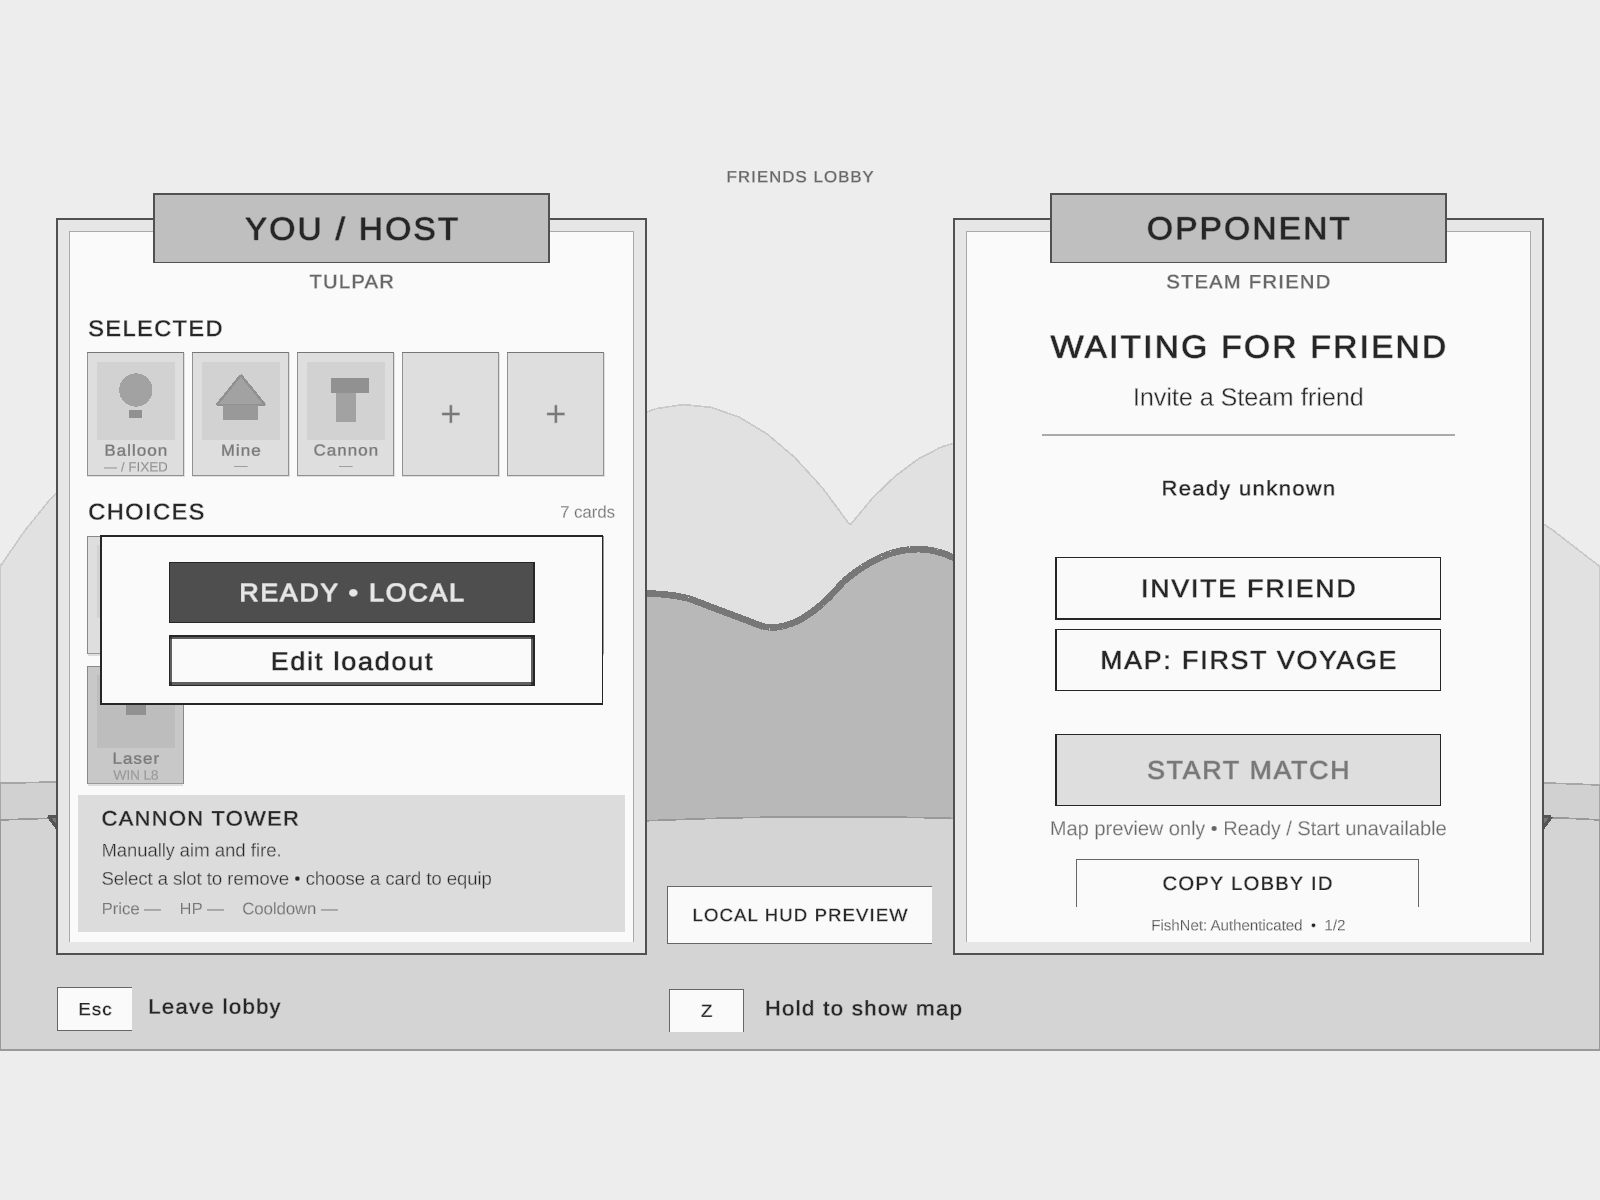 FRIENDS LOBBY
YOU / HOST
TULPAR
SELECTED
Balloon
— / FIXED
Mine
—
Cannon
—
+
+
CHOICES
7 cards
READY • LOCAL
Edit loadout
Laser
WIN L8
CANNON TOWER
Manually aim and fire.
Select a slot to remove • choose a card to equip
Price — HP — Cooldown —
OPPONENT
STEAM FRIEND
WAITING FOR FRIEND
Invite a Steam friend
Ready unknown
INVITE FRIEND
MAP: FIRST VOYAGE
START MATCH
Map preview only • Ready / Start unavailable
COPY LOBBY ID
FishNet: Authenticated • 1/2
LOCAL HUD PREVIEW
Esc Leave lobby
Z Hold to show map